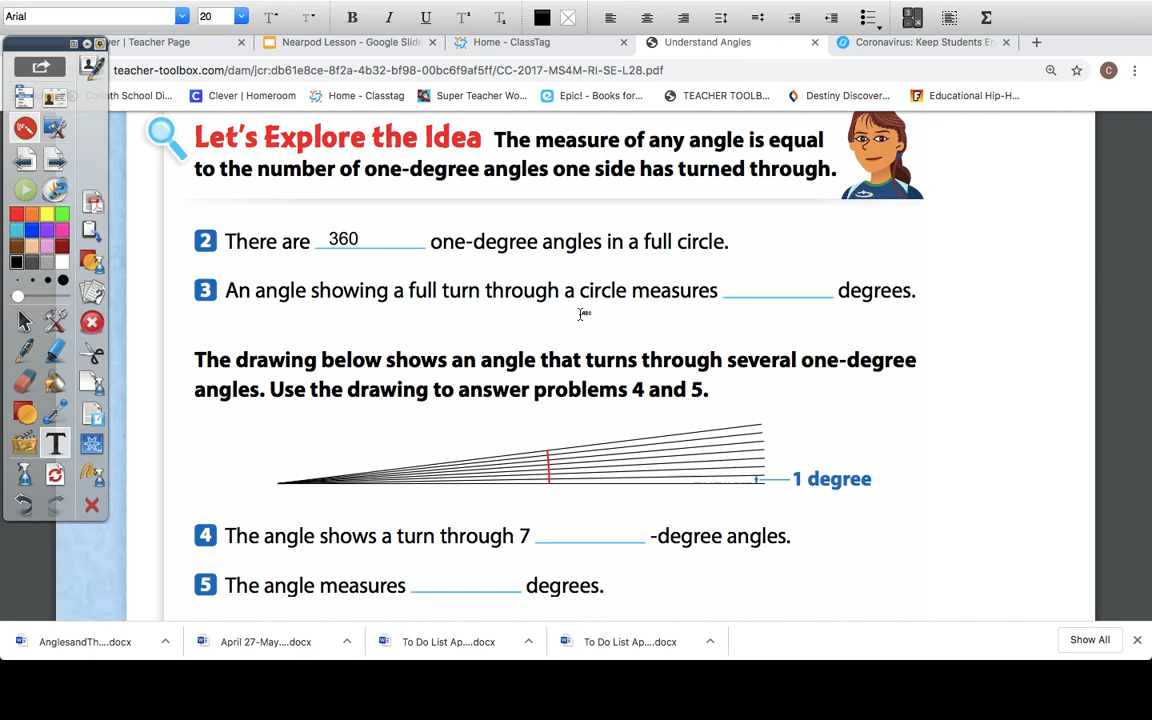 Arial 20 B I U T T Σ
ver | Teacher Page Nearpod Lesson - Google Slide Home - ClassTag Understand Angles Coronavirus: Keep Students En
teacher-toolbox.com/dam/jcr:db61e8ce-8f2a-4b32-bf98-00bc6f9af5ff/CC-2017-MS4M-RI-SE-L28.pdf C
School Di... Clever | Homeroom Home - Classtag Super Teacher Wo... Epic! - Books for... TEACHER TOOLB... Destiny Discover... Educational Hip-H...
Let's Explore the Idea The measure of any angle is equal
to the number of one-degree angles one side has turned through.
2 There are 360 one-degree angles in a full circle.
3 An angle showing a full turn through a circle measures degrees.
The drawing below shows an angle that turns through several one-degree
angles. Use the drawing to answer problems 4 and 5.
1 degree
4 The angle shows a turn through 7 -degree angles.
5 The angle measures degrees.
AnglesandTh....docx April 27-May....docx To Do List Ap....docx To Do List Ap....docx Show All